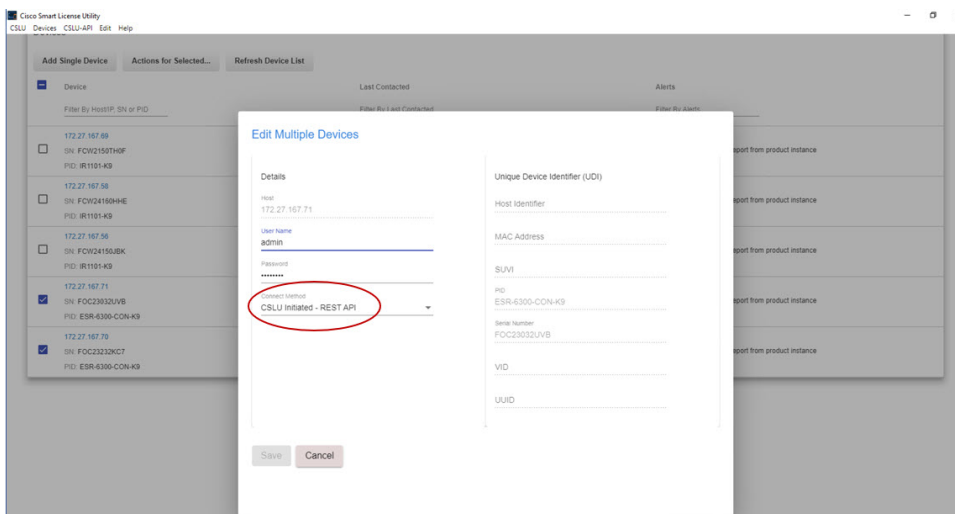 Cisco Smart License Utility
CSLU Devices CSLU-API Edit Help
Add Single Device Actions for Selected... Refresh Device List
Device Last Contacted Alerts
Filter By Host/IP, SN or PID Filter By Last Contacted Filter By Alerts
Edit Multiple Devices
172.27.167.69
SN: FCW2150TH0F
PID: IR1101-K9
eport from product instance
172.27.167.58
SN: FCW24160HHE
PID: IR1101-K9
eport from product instance
172.27.167.56
SN: FCW24150JBK
PID: IR1101-K9
eport from product instance
172.27.167.71
SN: FOC23032UVB
PID: ESR-6300-CON-K9
eport from product instance
172.27.167.70
SN: FOC23232KC7
PID: ESR-6300-CON-K9
eport from product instance
Details
Host
172.27.167.71
User Name
admin
Password
••••••••
Connect Method
CSLU Initiated - REST API
Unique Device Identifier (UDI)
Host Identifier
MAC Address
SUVI
PID
ESR-6300-CON-K9
Serial Number
FOC23032UVB
VID
UUID
Save Cancel